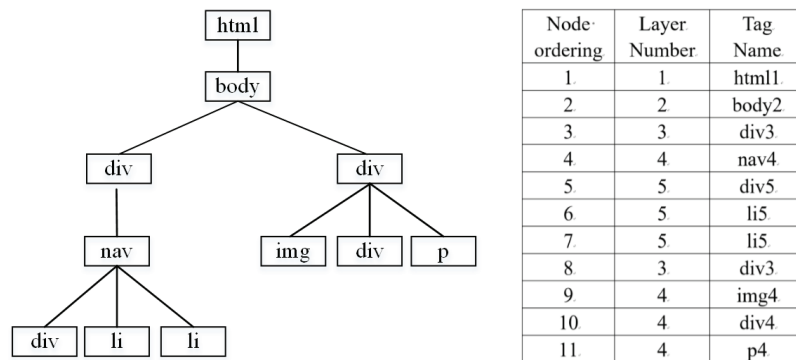 html
body
div div
nav img div p
div li li
Node ordering Layer Number Tag Name
1 1 html1
2 2 body2
3 3 div3
4 4 nav4
5 5 div5
6 5 li5
7 5 li5
8 3 div3
9 4 img4
10 4 div4
11 4 p4